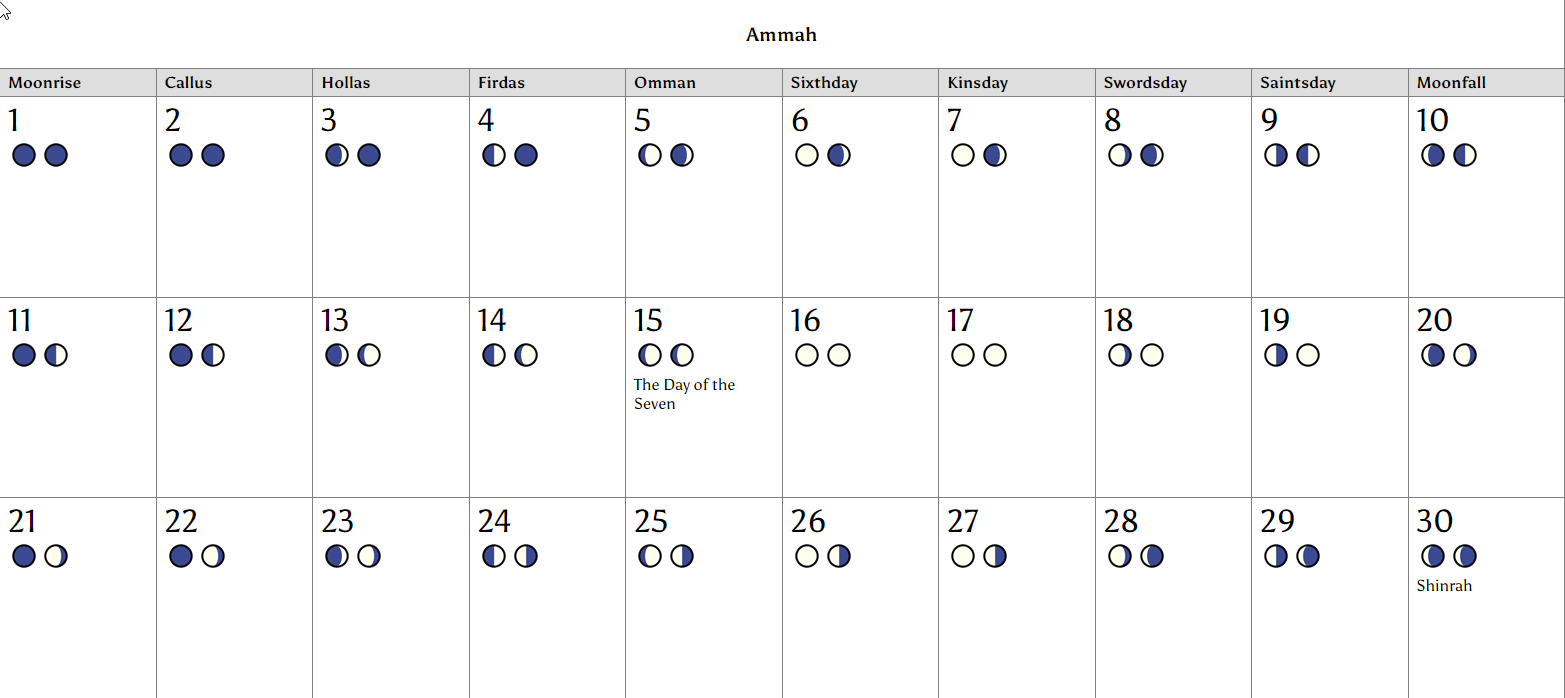 Ammah
Moonrise Callus Hollas Firdas Omman Sixthday Kinsday Swordsday Saintsday Moonfall
1 2 3 4 5 6 7 8 9 10
11 12 13 14 15 16 17 18 19 20
The Day of the
Seven
21 22 23 24 25 26 27 28 29 30
Shinrah